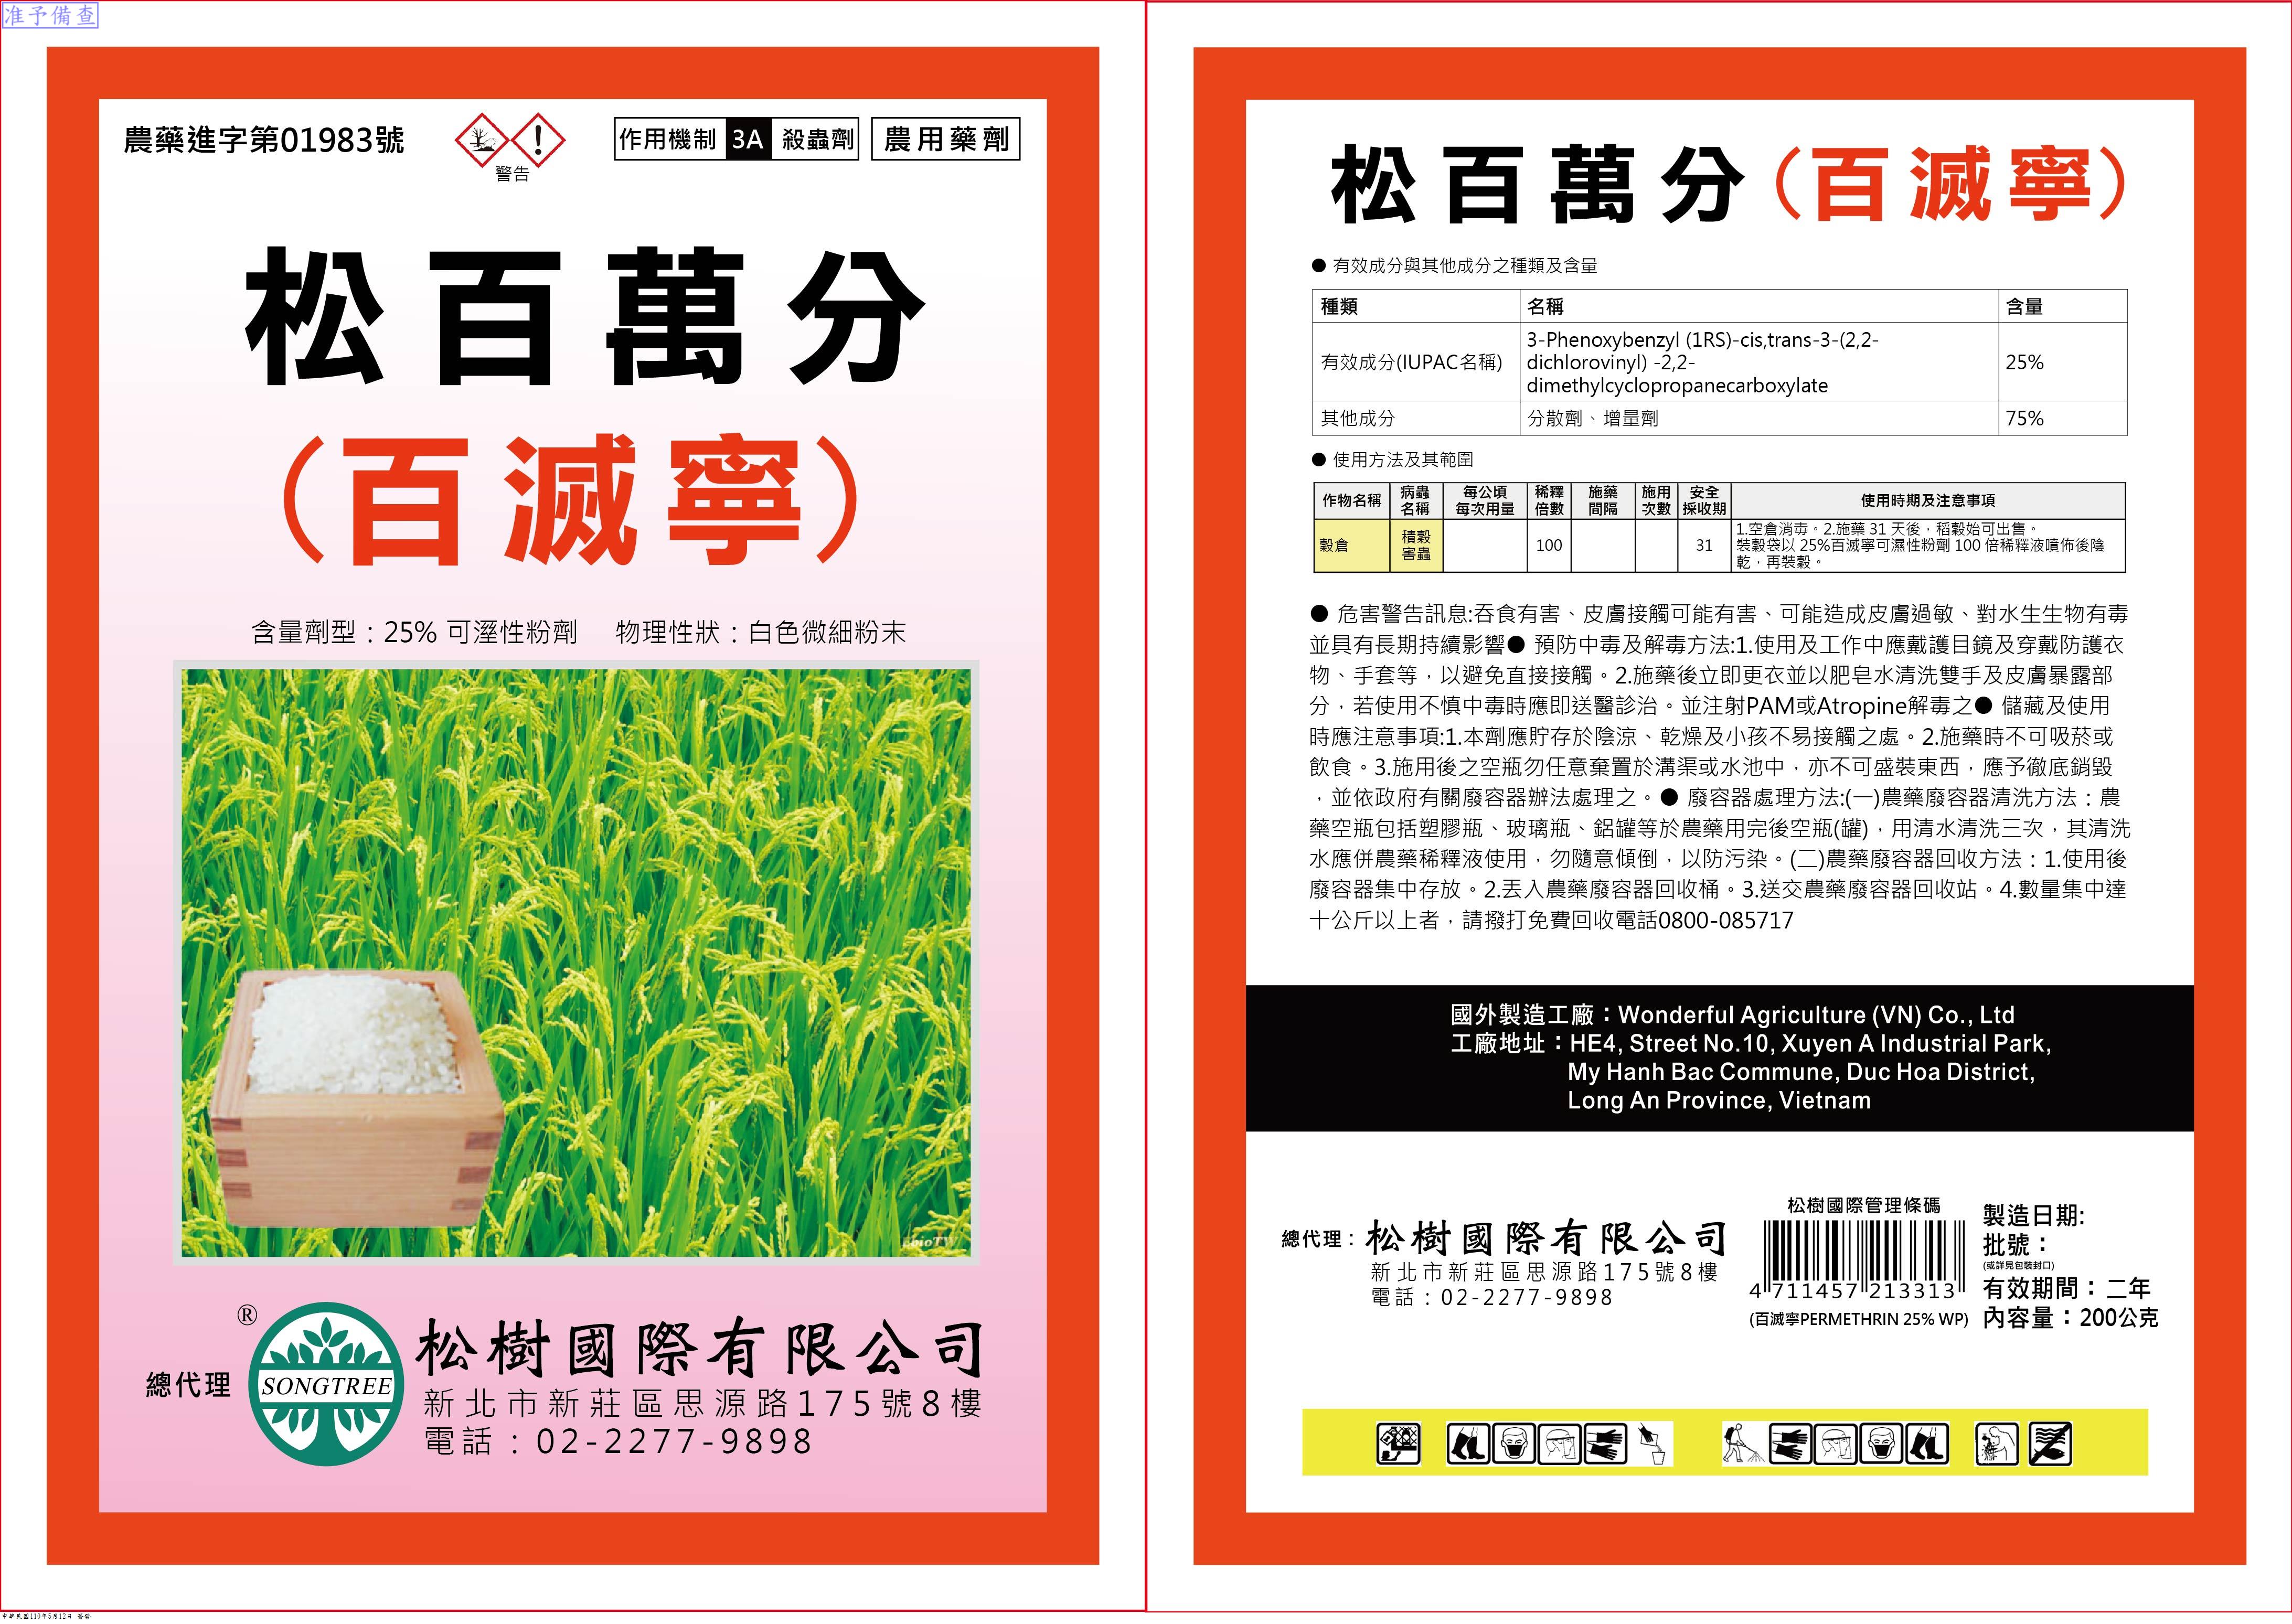 准予備查
農藥進字第01983號
警告
作用機制 3A 殺蟲劑
農用藥劑
松百萬分
（百滅寧）
含量劑型：25% 可溼性粉劑 物理性狀：白色微細粉末
總代理
®
SONGTREE
松樹國際有限公司
新北市新莊區思源路175號8樓
電話：02-2277-9898
松百萬分（百滅寧）
● 有效成分與其他成分之種類及含量
種類 名稱 含量
有效成分(IUPAC名稱) 3-Phenoxybenzyl (1RS)-cis,trans-3-(2,2-
dichlorovinyl) -2,2-
dimethylcyclopropanecarboxylate 25%
其他成分 分散劑、增量劑 75%
● 使用方法及其範圍
作物名稱 病蟲名稱 每公頃每次用量 稀釋倍數 施藥間隔 施用次數 安全採收期 使用時期及注意事項
穀倉 積穀害蟲 100 31 1.空倉消毒。2.施藥 31 天後，稻穀始可出售。
裝穀袋以 25%百滅寧可濕性粉劑 100 倍稀釋液噴佈後陰
乾，再裝穀。
● 危害警告訊息:吞食有害、皮膚接觸可能有害、可能造成皮膚過敏、對水生生物有毒
並具有長期持續影響● 預防中毒及解毒方法:1.使用及工作中應戴護目鏡及穿戴防護衣
物、手套等，以避免直接接觸。2.施藥後立即更衣並以肥皂水清洗雙手及皮膚暴露部
分，若使用不慎中毒時應即送醫診治。並注射PAM或Atropine解毒之● 儲藏及使用
時應注意事項:1.本劑應貯存於陰涼、乾燥及小孩不易接觸之處。2.施藥時不可吸菸或
飲食。3.施用後之空瓶勿任意棄置於溝渠或水池中，亦不可盛裝東西，應予徹底銷毀
，並依政府有關廢容器辦法處理之。● 廢容器處理方法:(一)農藥廢容器清洗方法：農
藥空瓶包括塑膠瓶、玻璃瓶、鋁罐等於農藥用完後空瓶(罐)，用清水清洗三次，其清洗
水應併農藥稀釋液使用，勿隨意傾倒，以防污染。(二)農藥廢容器回收方法：1.使用後
廢容器集中存放。2.丟入農藥廢容器回收桶。3.送交農藥廢容器回收站。4.數量集中達
十公斤以上者，請撥打免費回收電話0800-085717
國外製造工廠：Wonderful Agriculture (VN) Co., Ltd
工廠地址：HE4, Street No.10, Xuyen A Industrial Park,
My Hanh Bac Commune, Duc Hoa District,
Long An Province, Vietnam
總代理：松樹國際有限公司
新北市新莊區思源路175號8樓
電話：02-2277-9898
松樹國際管理條碼
4 711457 213313
(百滅寧PERMETHRIN 25% WP)
製造日期:
批號：
(或詳見包裝封口)
有效期間：二年
內容量：200公克
中華民國110年5月12日 簽發